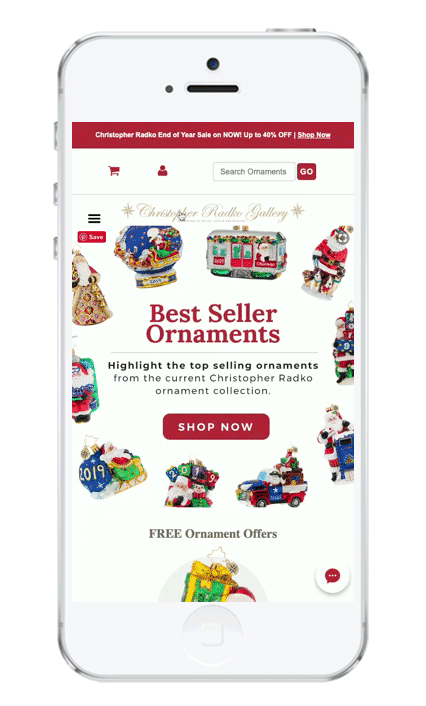 Christopher Radko End of Year Sale on NOW! Up to 40% OFF | Shop Now
Search Ornaments GO
Christopher Radko Gallery
Save
Best Seller
Ornaments
Highlight the top selling ornaments
from the current Christopher Radko
ornament collection.
SHOP NOW
2019
FREE Ornament Offers